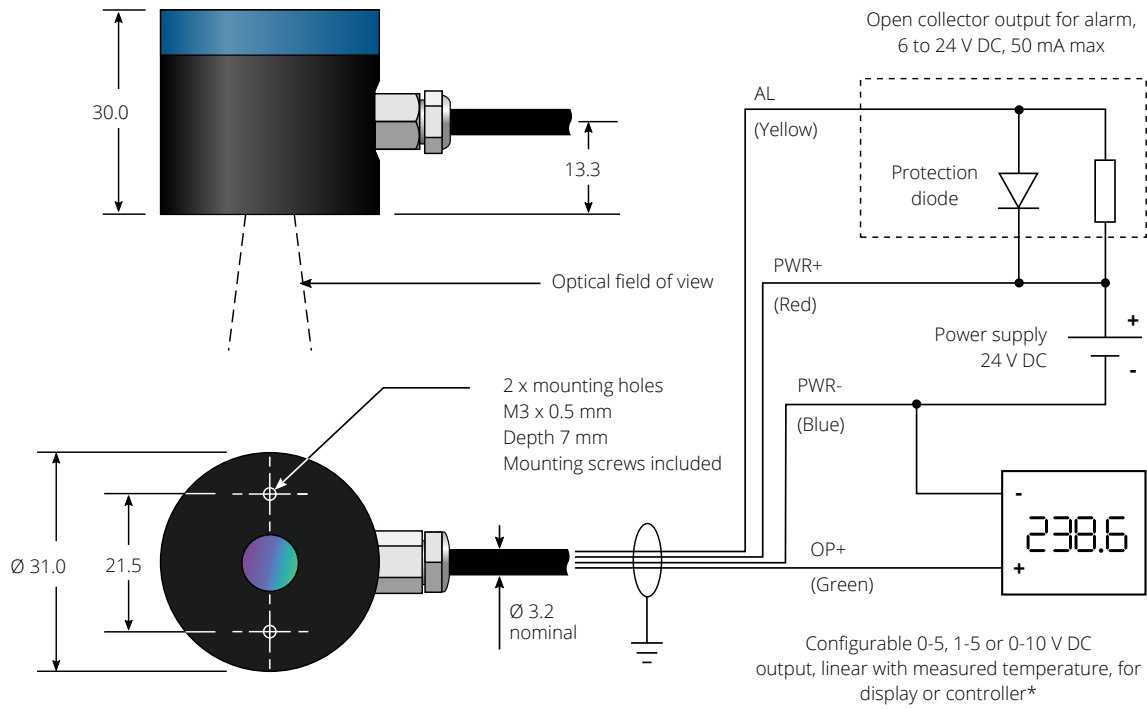 Open collector output for alarm,
6 to 24 V DC, 50 mA max
30.0
13.3
AL
(Yellow)
Protection
diode
Optical field of view
PWR+
(Red)
Power supply
24 V DC
+
-
2 x mounting holes
M3 x 0.5 mm
Depth 7 mm
Mounting screws included
PWR-
(Blue)
Ø 31.0
21.5
Ø 3.2
nominal
OP+
(Green)
-
238.6
+
Configurable 0-5, 1-5 or 0-10 V DC
output, linear with measured temperature, for
display or controller*